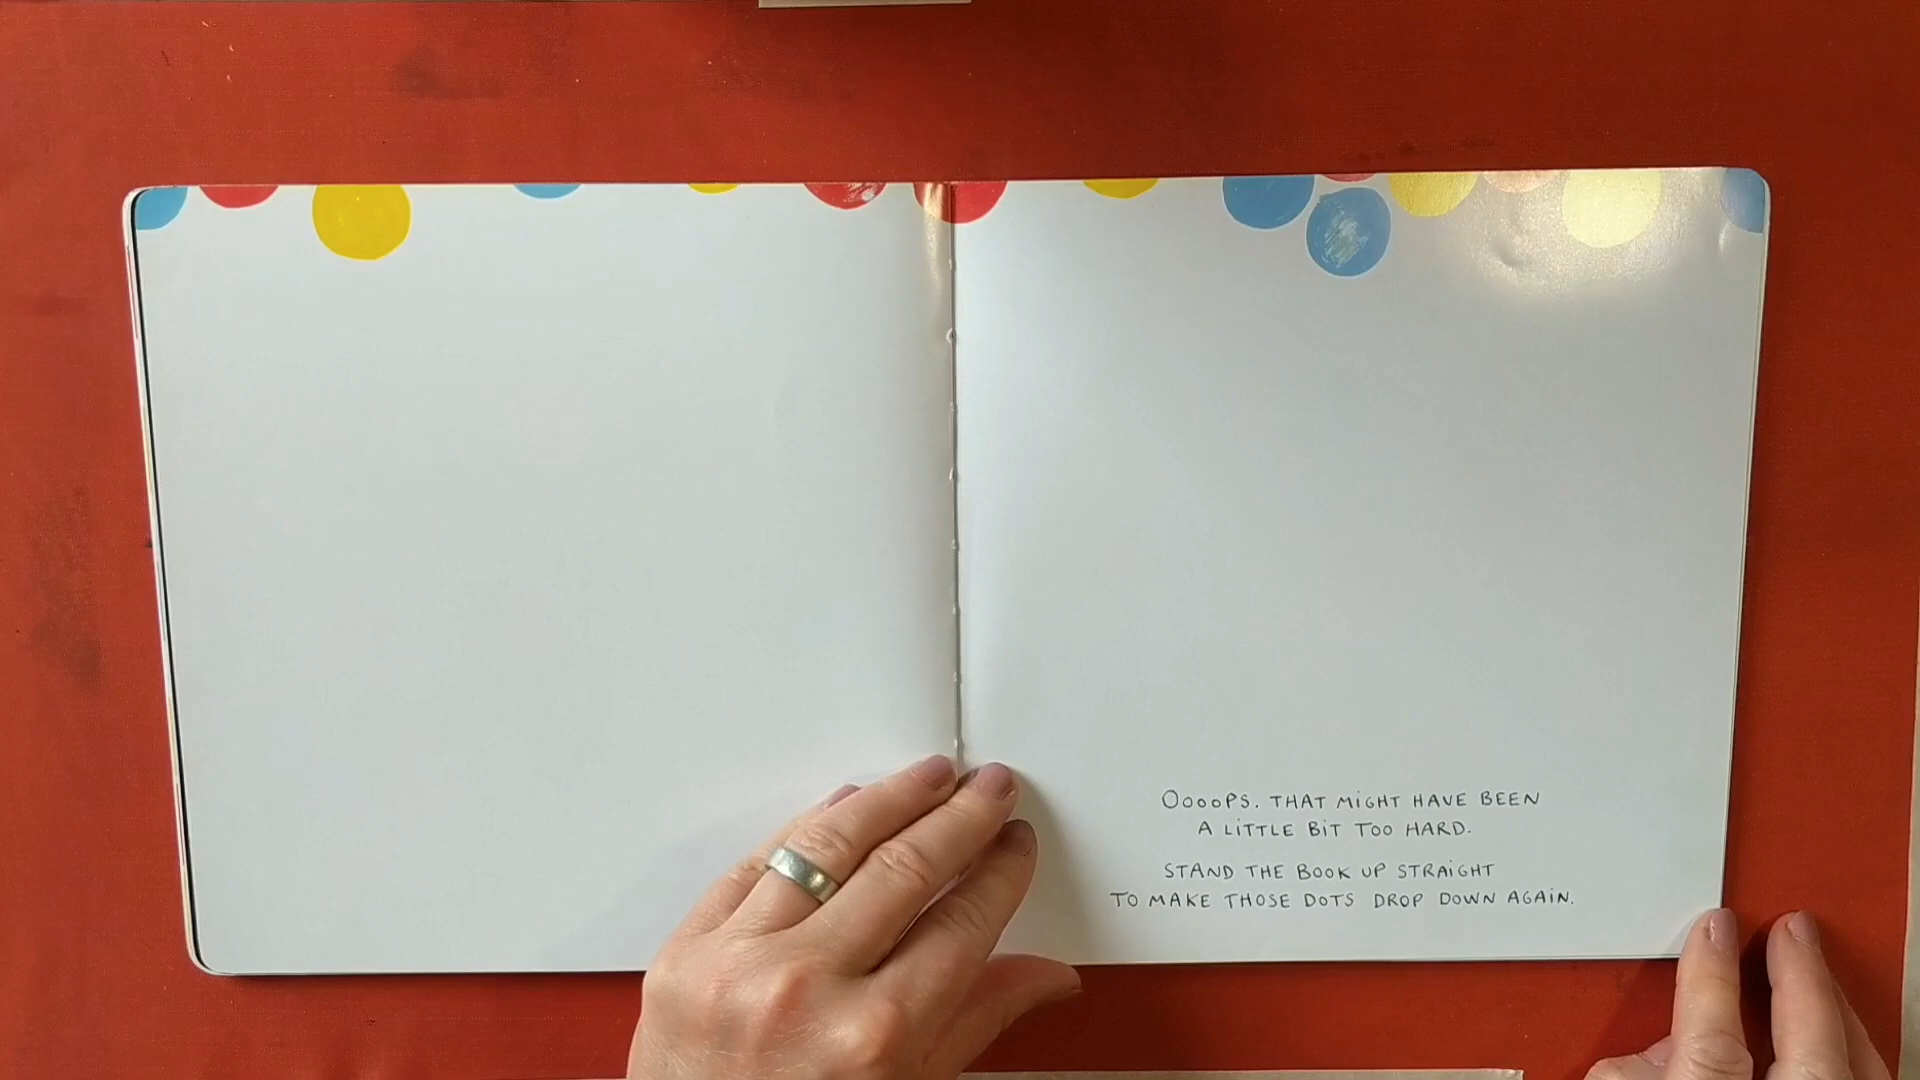 OoooPS. THAT MiGHT HAVE BEEN
A LiTTLE BiT TOO HARD.
STAND THE BOOK UP STRAiGHT
TO MAKE THOSE DOTS DROP DOWN AGAiN.